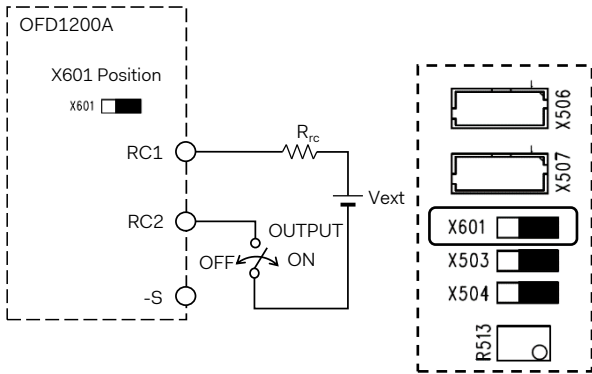 OFD1200A
X601 Position
X601
RC1
Rrc
Vext
RC2
OUTPUT
OFF
ON
-S
X506
X507
X601
X503
X504
R513